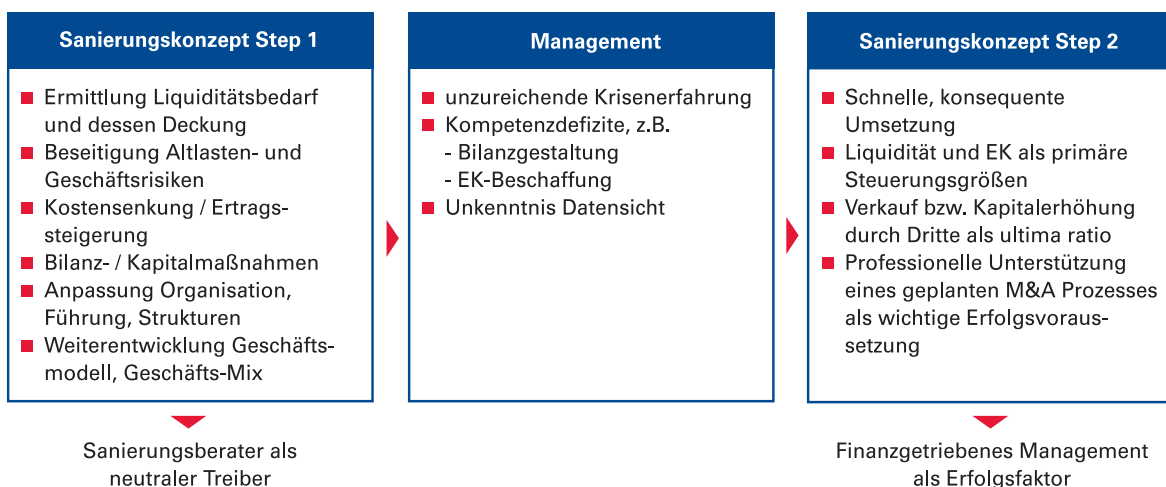 Sanierungskonzept Step 1
Ermittlung Liquiditätsbedarf
und dessen Deckung
Beseitigung Altlasten- und
Geschäftsrisiken
Kostensenkung / Ertrags-
steigerung
Bilanz- / Kapitalmaßnahmen
Anpassung Organisation,
Führung, Strukturen
Weiterentwicklung Geschäfts-
modell, Geschäfts-Mix
Sanierungsberater als
neutraler Treiber
Management
unzureichende Krisenerfahrung
Kompetenzdefizite, z.B.
- Bilanzgestaltung
- EK-Beschaffung
Unkenntnis Datensicht
Sanierungskonzept Step 2
Schnelle, konsequente
Umsetzung
Liquidität und EK als primäre
Steuerungsgrößen
Verkauf bzw. Kapitalerhöhung
durch Dritte als ultima ratio
Professionelle Unterstützung
eines geplanten M&A Prozesses
als wichtige Erfolgsvoraus-
setzung
Finanzgetriebenes Management
als Erfolgsfaktor